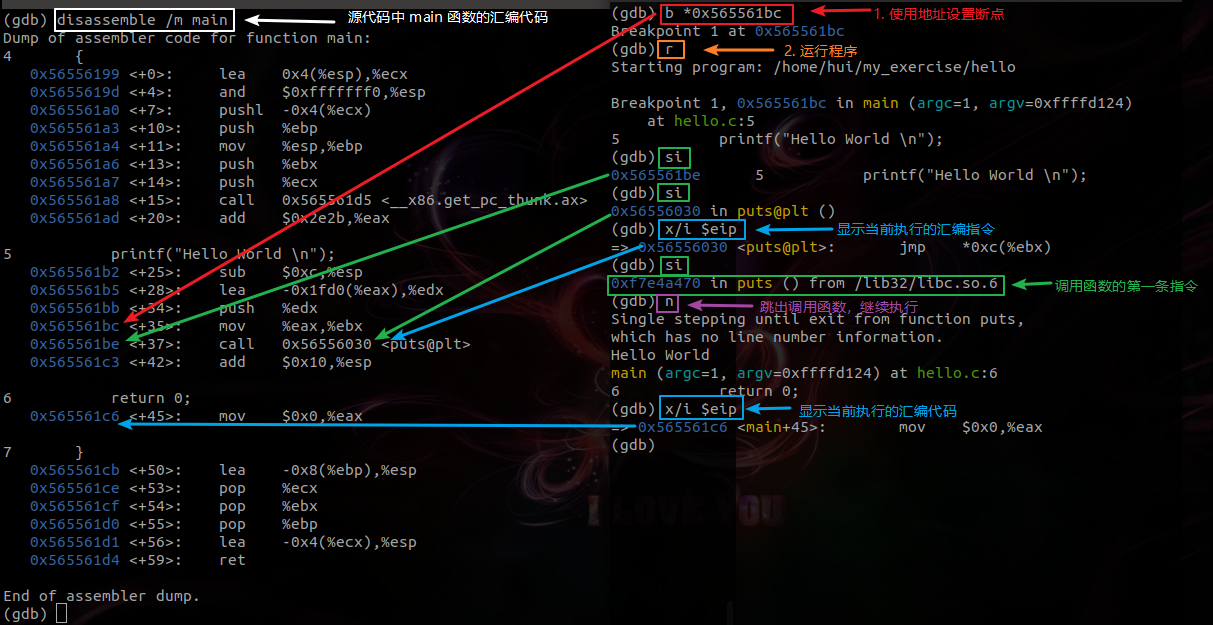 (gdb) disassemble /m main
源代码中 main 函数的汇编代码
Dump of assembler code for function main:
4 {
0x56556199 <+0>: lea 0x4(%esp),%ecx
0x5655619d <+4>: and $0xfffffff0,%esp
0x565561a0 <+7>: pushl -0x4(%ecx)
0x565561a3 <+10>: push %ebp
0x565561a4 <+11>: mov %esp,%ebp
0x565561a6 <+13>: push %ebx
0x565561a7 <+14>: push %ecx
0x565561a8 <+15>: call 0x565561d5 <__x86.get_pc_thunk.ax>
0x565561ad <+20>: add $0x2e2b,%eax
5 printf("Hello World \n");
0x565561b2 <+25>: sub $0xc,%esp
0x565561b5 <+28>: lea -0x1fd0(%eax),%edx
0x565561bb <+34>: push %edx
0x565561bc <+35>: mov %eax,%ebx
0x565561be <+37>: call 0x56556030 <puts@plt>
0x565561c3 <+42>: add $0x10,%esp
6 return 0;
0x565561c6 <+45>: mov $0x0,%eax
7 }
0x565561cb <+50>: lea -0x8(%ebp),%esp
0x565561ce <+53>: pop %ecx
0x565561cf <+54>: pop %ebx
0x565561d0 <+55>: pop %ebp
0x565561d1 <+56>: lea -0x4(%ecx),%esp
0x565561d4 <+59>: ret
End of assembler dump.
(gdb)
(gdb) b *0x565561bc
1. 使用地址设置断点
Breakpoint 1 at 0x565561bc
(gdb) r
2. 运行程序
Starting program: /home/hui/my_exercise/hello
Breakpoint 1, 0x565561bc in main (argc=1, argv=0xffffd124)
at hello.c:5
5 printf("Hello World \n");
(gdb) si
0x565561be 5 printf("Hello World \n");
(gdb) si
0x56556030 in puts@plt ()
(gdb) x/i $eip
显示当前执行的汇编指令
=> 0x56556030 <puts@plt>: jmp *0xc(%ebx)
(gdb) si
0xf7e4a470 in puts () from /lib32/libc.so.6
调用函数的第一条指令
(gdb) n
跳出调用函数，继续执行
Single stepping until exit from function puts,
which has no line number information.
Hello World
main (argc=1, argv=0xffffd124) at hello.c:6
6 return 0;
(gdb) x/i $eip
显示当前执行的汇编代码
=> 0x565561c6 <main+45>: mov $0x0,%eax
(gdb)
I LOVE YOU